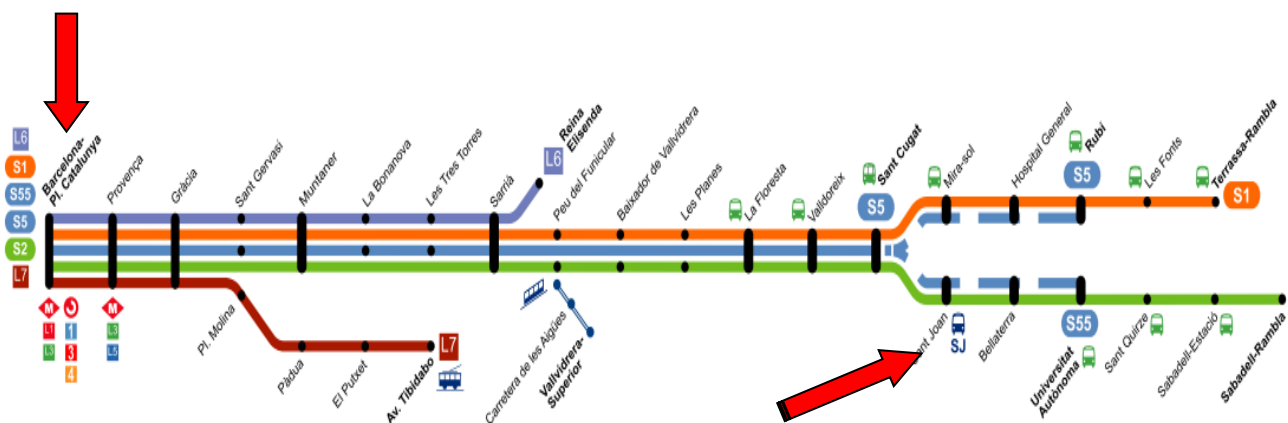 L6
S1
S55
S5
S2
L7
Barcelona-
Pl. Catalunya
Provença
Gràcia
Sant Gervasi
Muntaner
La Bonanova
Les Tres Torres
Sarrià
Reina
Elisenda
L6
Peu del Funicular
Baixador de Vallvidrera
Les Planes
La Floresta
Valldoreix
Sant Cugat
S5
Mira-sol
Hospital General
Rubí
S5
Les Fonts
Terrassa-Rambla
S1
M
M
L1
L3
1
3
4
L3
L5
Pl. Molina
Pàdua
El Putxet
Av. Tibidabo
L7
Carretera de les Aigües
Vallvidrera-
Superior
Sant Joan
SJ
Bellaterra
Universitat
Autònoma
S55
Sant Quirze
Sabadell-Estació
Sabadell-Rambla
S2